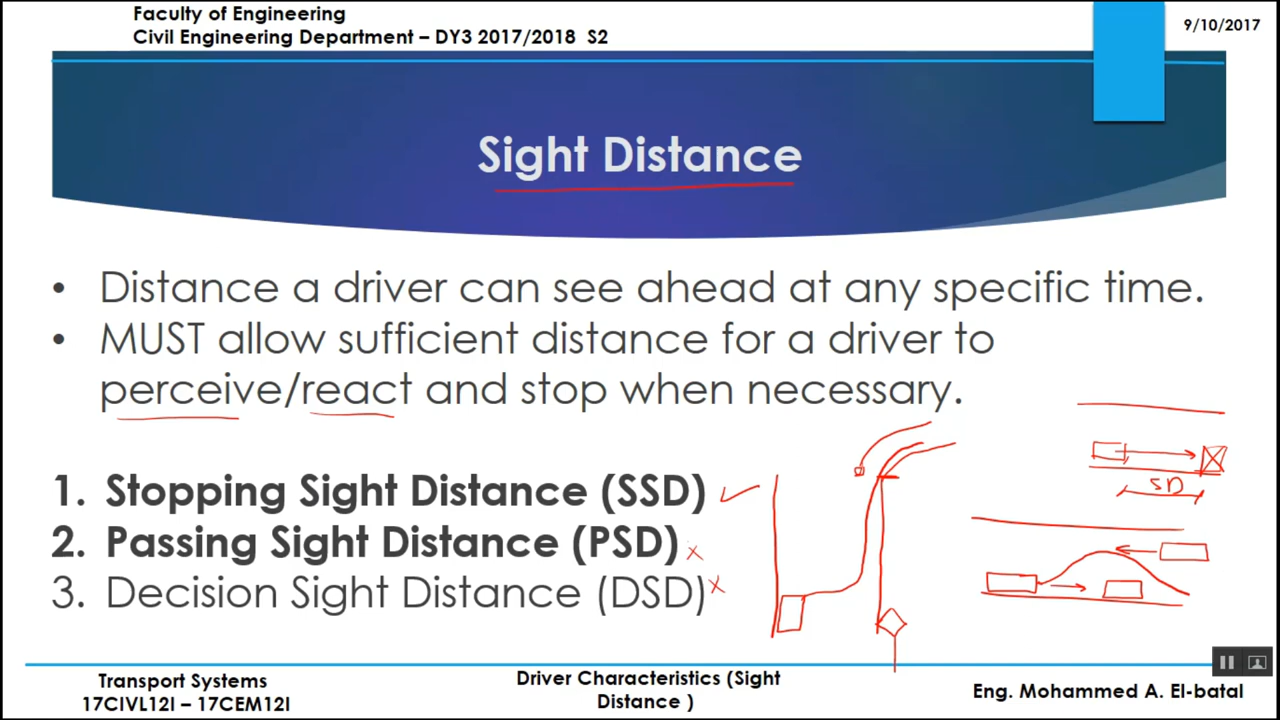 Faculty of Engineering
Civil Engineering Department – DY3 2017/2018 S2
9/10/2017
Sight Distance
• Distance a driver can see ahead at any specific time.
• MUST allow sufficient distance for a driver to
perceive/react and stop when necessary.
1. Stopping Sight Distance (SSD)
2. Passing Sight Distance (PSD)
3. Decision Sight Distance (DSD)
SD
Transport Systems
17CIVL12I – 17CEM12I
Driver Characteristics (Sight
Distance )
Eng. Mohammed A. El-batal